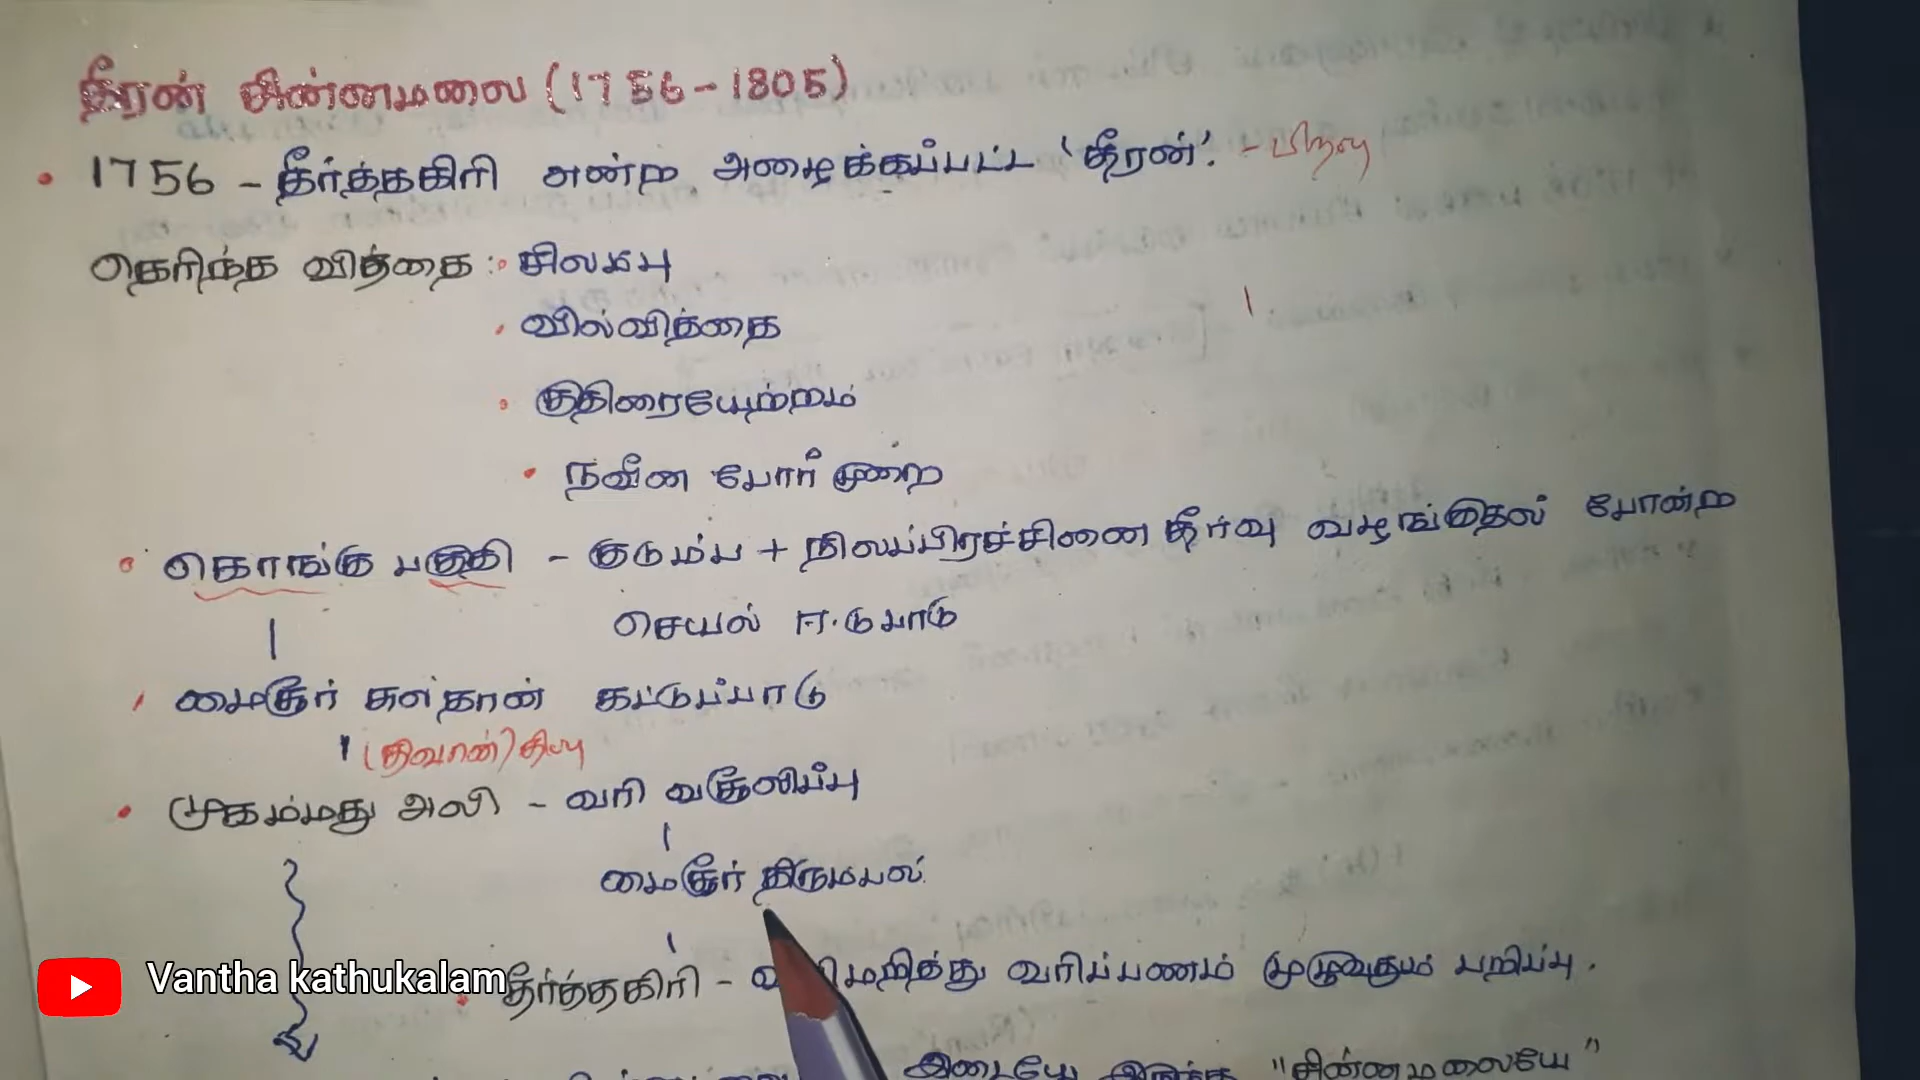 தீரன் சின்னமலை (1756-1805)
1756 - தீர்த்தகிரி என்ற அழைக்கப்பட்ட 'தீரன்'. - பிறவு
தெரிந்த வித்தை : சிலம்பு
வில்வித்தை
குதிரையேற்றம்
நவீன போர் முறை
கொங்கு பகுதி - குடும்ப + நிலப்பிரச்சினை தீர்வு வழங்குதல் போன்ற
செயல் ஈடுபாடு
மைசூர் சுல்தான் கட்டுப்பாடு
(திவான்) திப்பு
முகம்மது அலி - வரி வசூலிப்பு
மைசூர் திரும்பல்
Vantha kathukalam
தீர்த்தகிரி - வழிமறித்து வரிப்பணம் முழுவதும் பறிப்பு.
"சின்னமலையே"